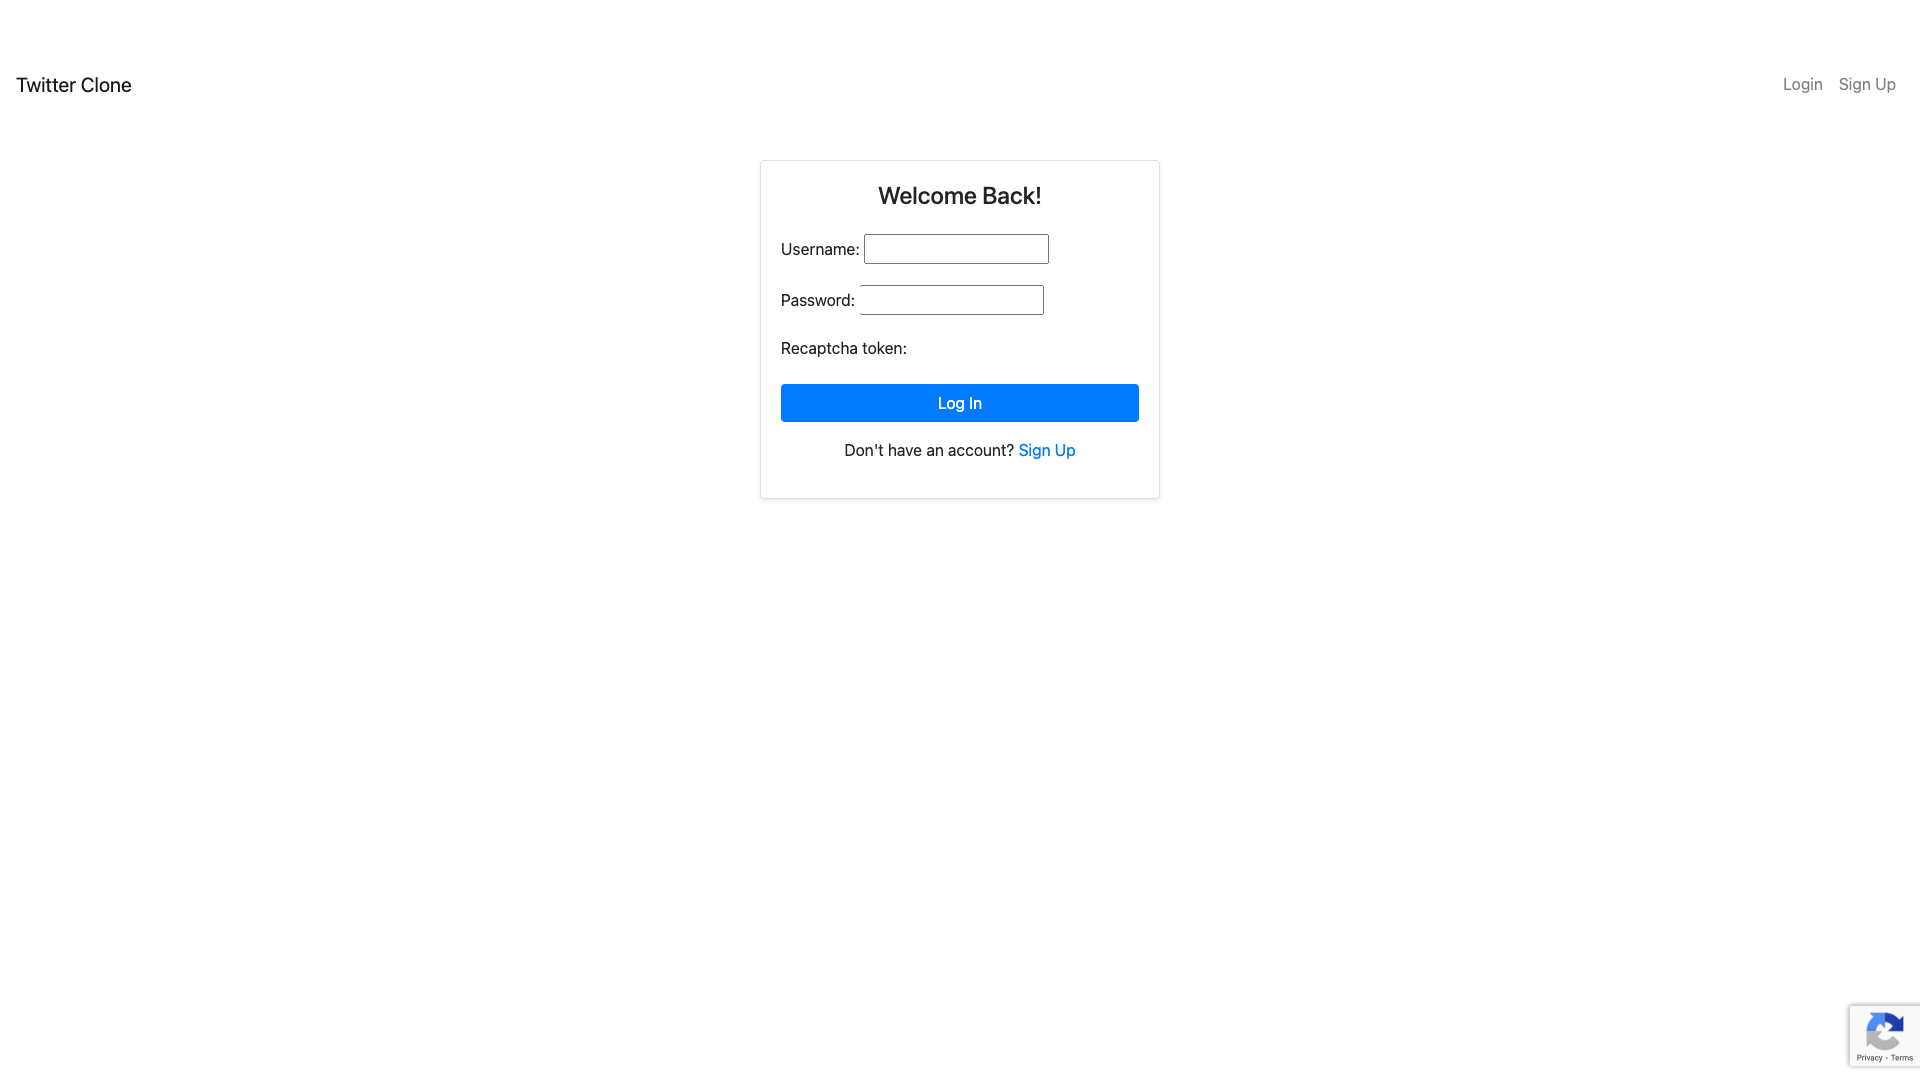 Twitter Clone
Login Sign Up
Welcome Back!
Username:
Password:
Recaptcha token:
Log In
Don't have an account? Sign Up
Privacy - Terms